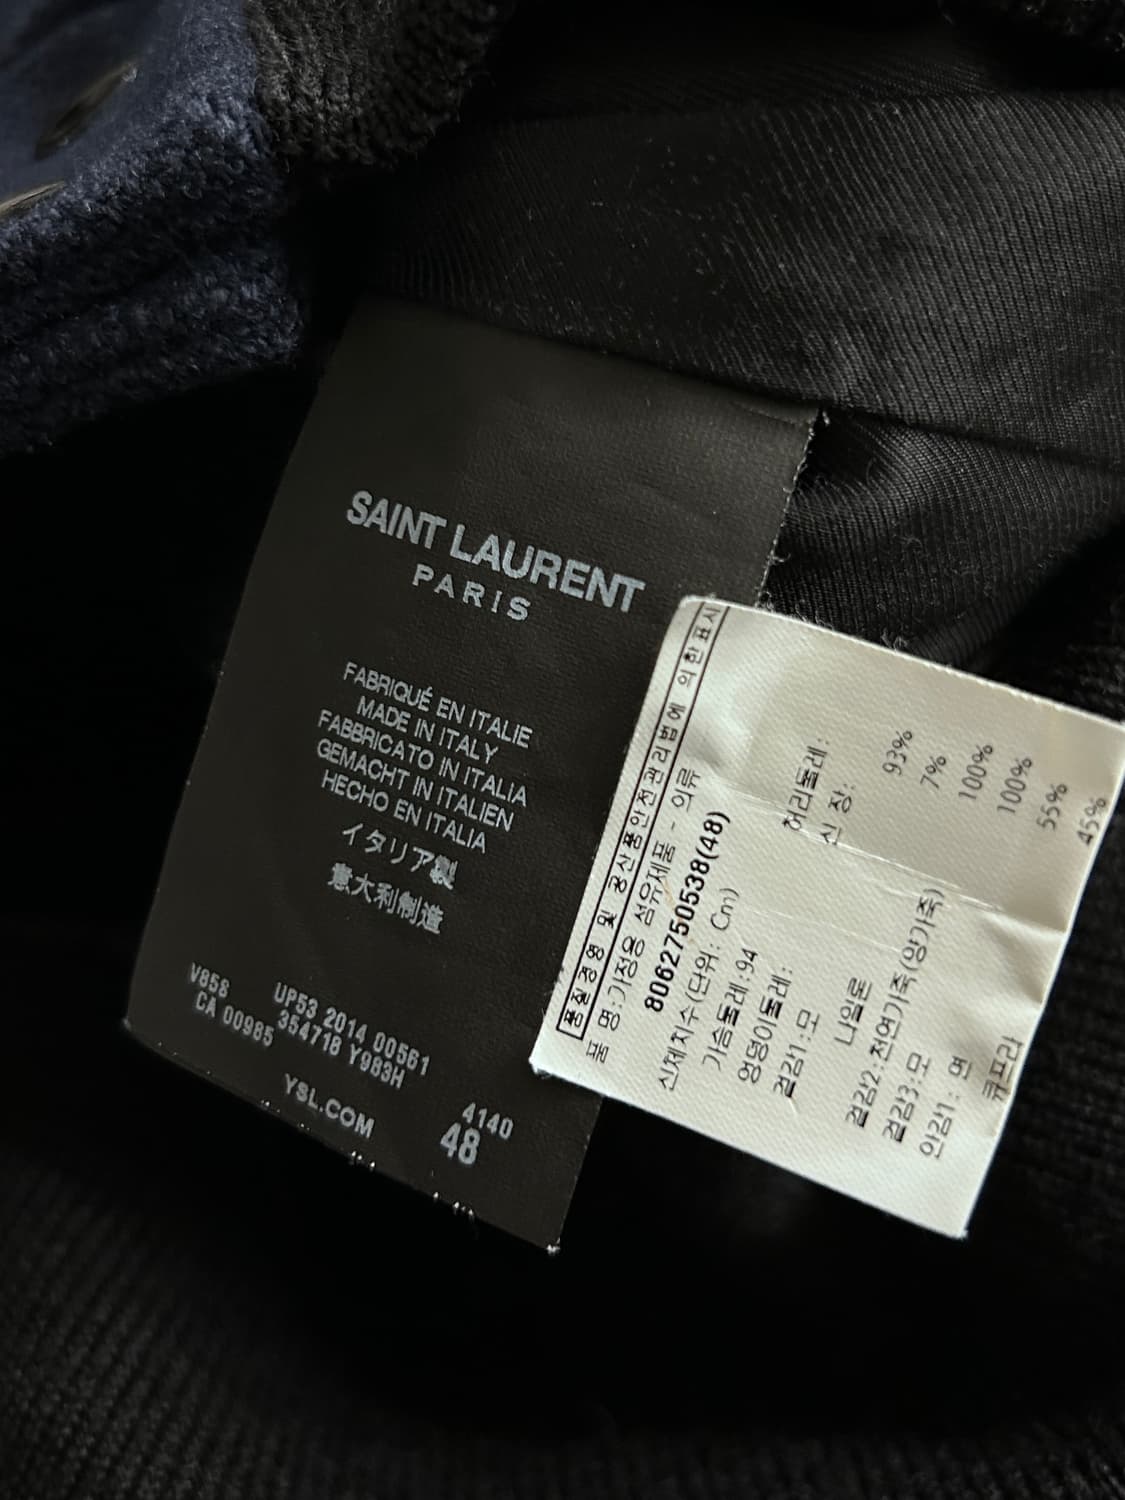 SAINT LAURENT
PARIS
FABRIQUÉ EN ITALIE
MADE IN ITALY
FABBRICATO IN ITALIA
GEMACHT IN ITALIEN
HECHO EN ITALIA
イタリア製
意大利制造
V858 UP53 2014 00561
CA 00985 354718 Y983H
YSL.COM 4140
48
품질경영 및 공산품안전관리법에 의한표시
품 명:가정용 섬유제품 - 의류
8062750538(48)
신체치수(단위: Cm)
가슴둘레:94 허리둘레:
엉덩이둘레: 신 장:
겉감1:모 93%
나일론 7%
겉감2:천연가죽(양가죽) 100%
겉감3:모 100%
안감1: 면 55%
큐프라 45%